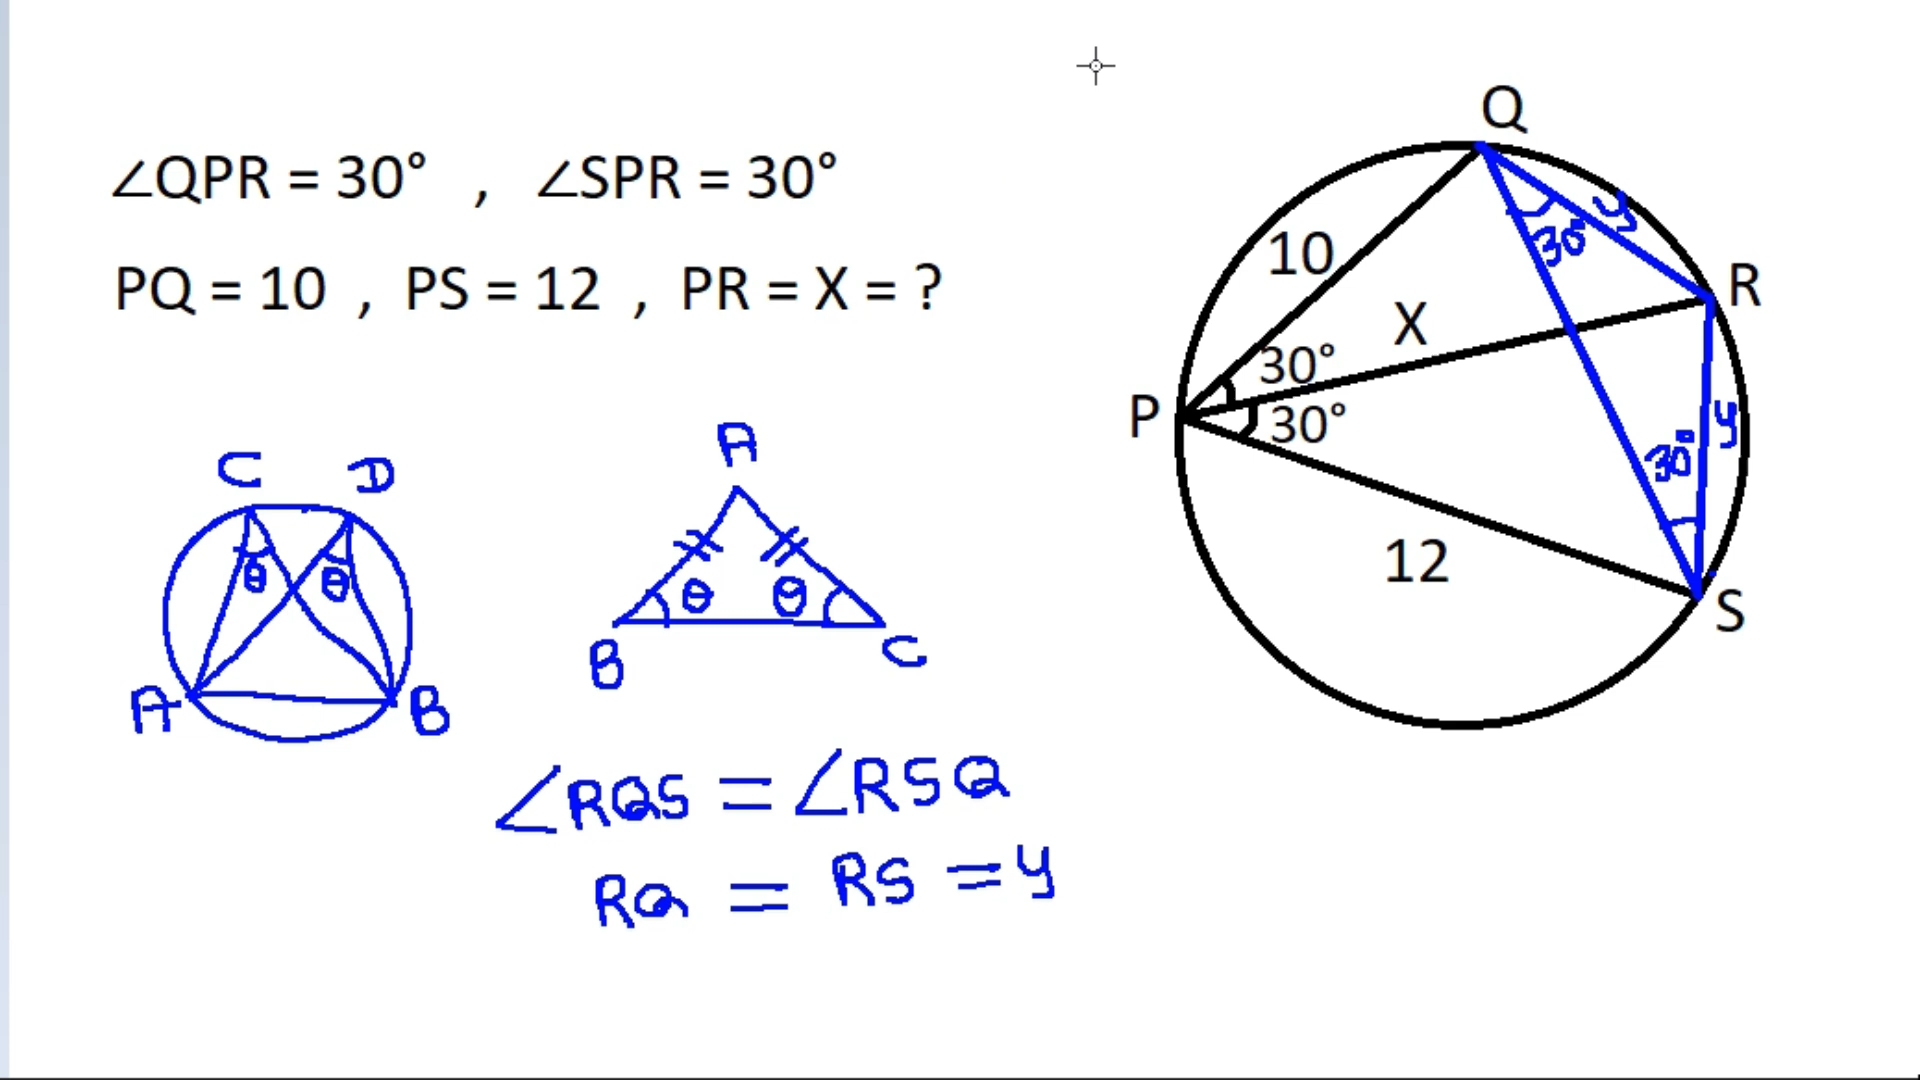 ∠QPR = 30° , ∠SPR = 30°
PQ = 10 , PS = 12 , PR = X = ?
Q
R
P
S
10
X
30°
30°
12
30°
y
30°
y
C D
θ θ
A B
A
θ θ
B C
∠RQS = ∠RSQ
RQ = RS = y